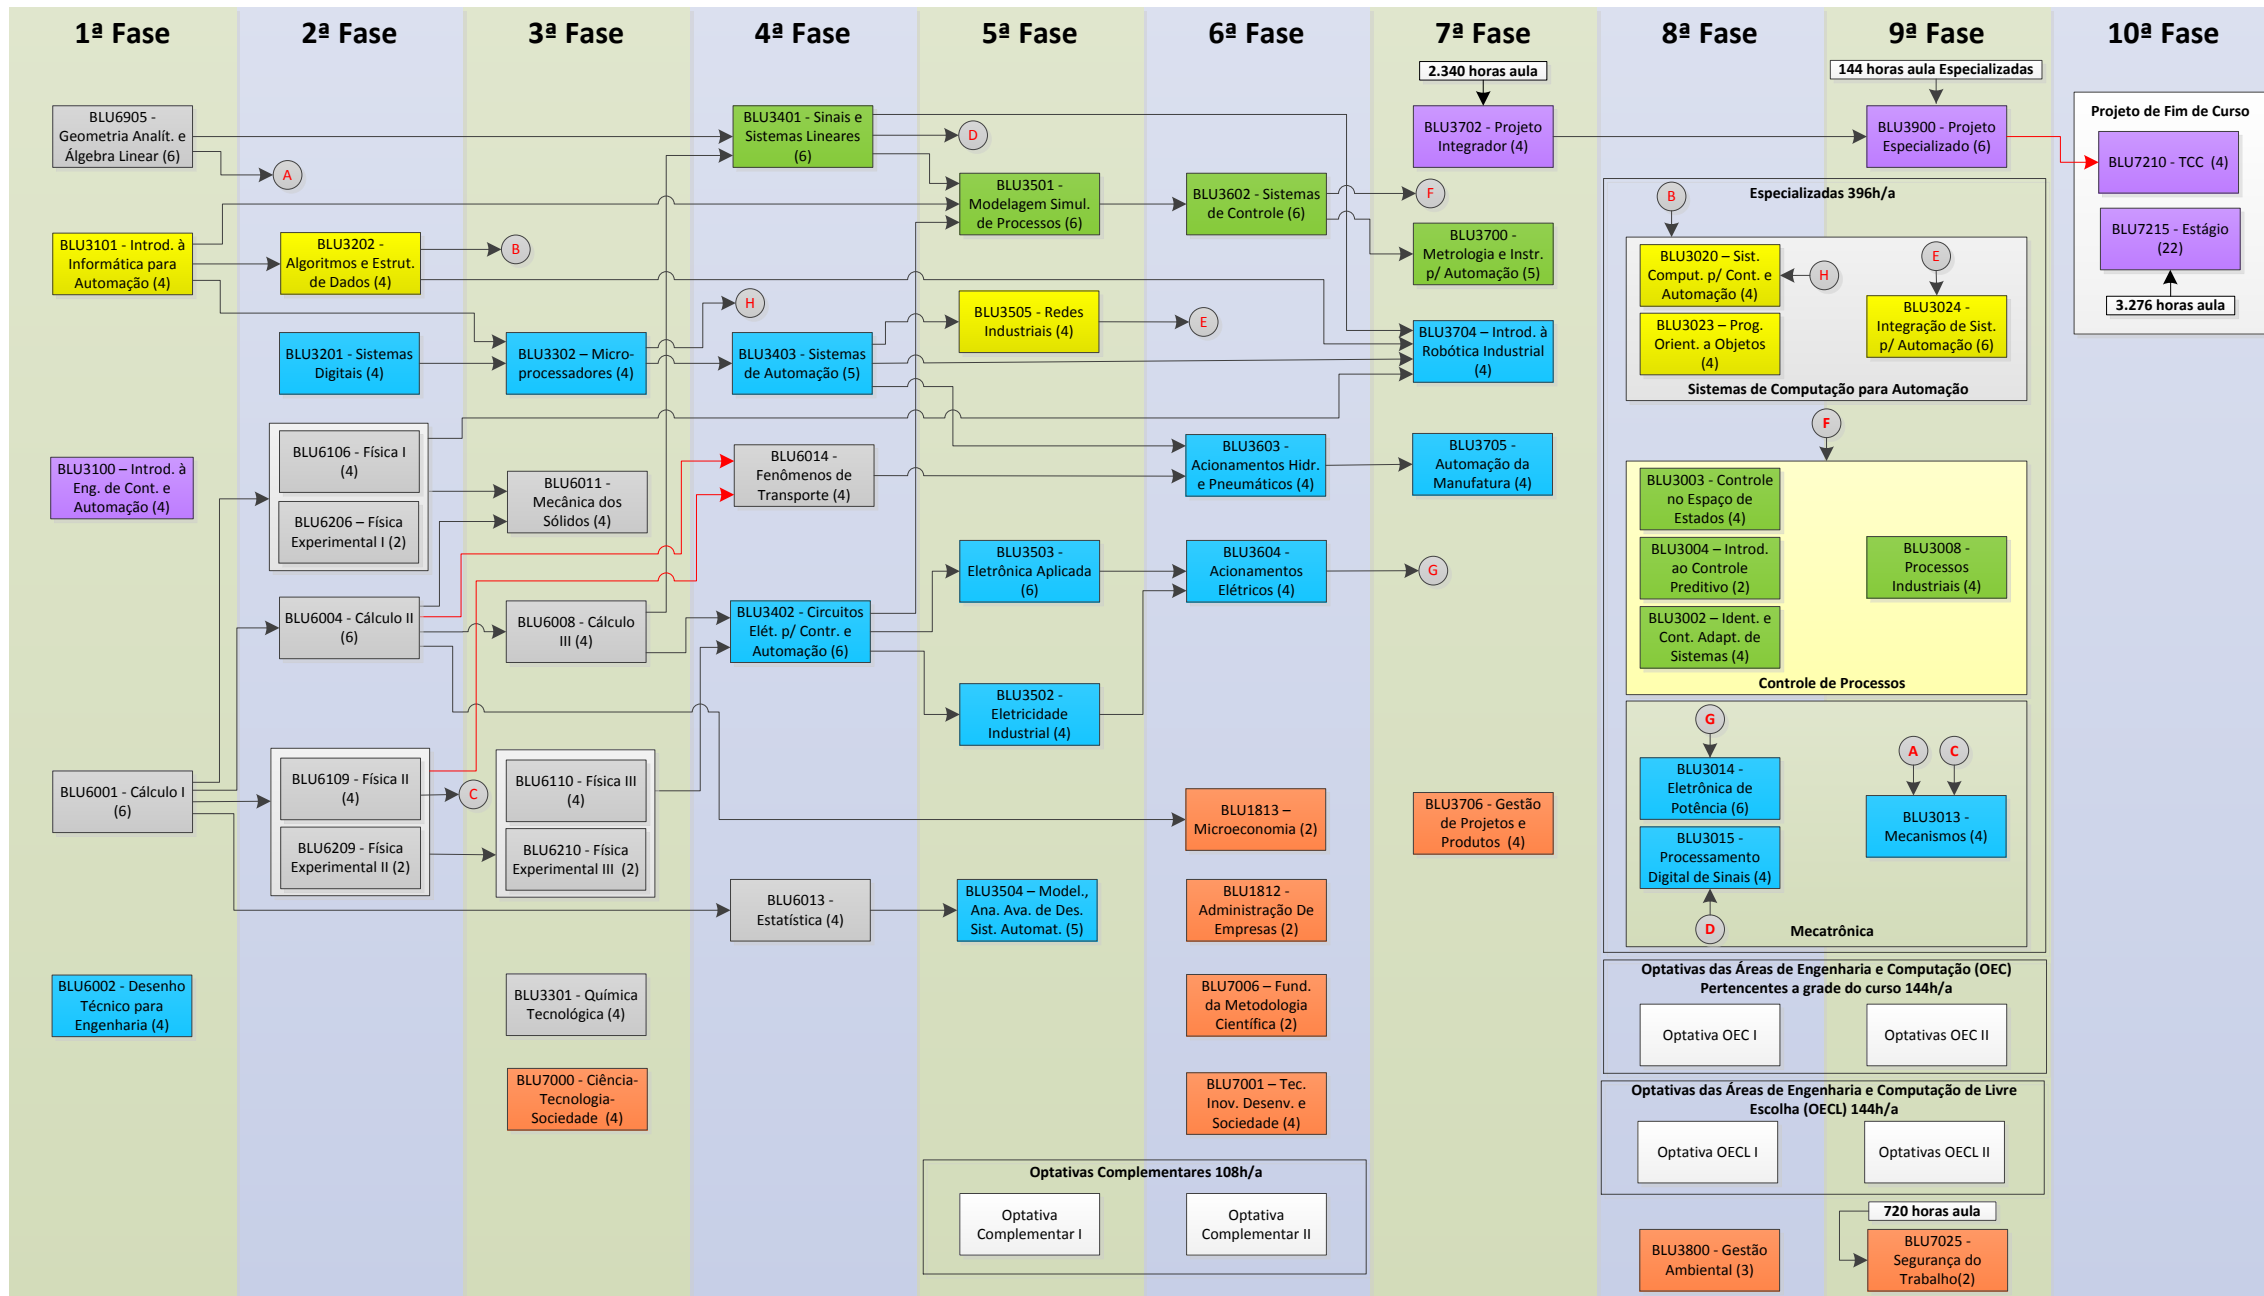 1ª Fase
2ª Fase
3ª Fase
4ª Fase
5ª Fase
6ª Fase
7ª Fase
8ª Fase
9ª Fase
10ª Fase
BLU6905 -
Geometria Analít. e
Álgebra Linear (6)
A
BLU3101 - Introd. à
Informática para
Automação (4)
BLU3100 – Introd. à
Eng. de Cont. e
Automação (4)
BLU6001 - Cálculo I
(6)
BLU6002 - Desenho
Técnico para
Engenharia (4)
BLU3202 -
Algoritmos e Estrut.
de Dados (4)
B
BLU3201 - Sistemas
Digitais (4)
BLU6106 - Física I
(4)
BLU6206 – Física
Experimental I (2)
BLU6004 - Cálculo II
(6)
BLU6109 - Física II
(4)
C
BLU6209 - Física
Experimental II (2)
BLU3302 – Micro-
processadores (4)
H
BLU6011 -
Mecânica dos
Sólidos (4)
BLU6008 - Cálculo
III (4)
BLU6110 - Física III
(4)
BLU6210 - Física
Experimental III  (2)
BLU3301 - Química
Tecnológica (4)
BLU7000 - Ciência-
Tecnologia-
Sociedade  (4)
BLU3401 - Sinais e
Sistemas Lineares
(6)
D
BLU3403 - Sistemas
de Automação (5)
BLU6014 -
Fenômenos de
Transporte (4)
BLU3402 - Circuitos
Elét. p/ Contr. e
Automação (6)
BLU6013 -
Estatística (4)
BLU3501 -
Modelagem Simul.
de Processos (6)
BLU3505 - Redes
Industriais (4)
E
BLU3503 -
Eletrônica Aplicada
(6)
BLU3502 -
Eletricidade
Industrial (4)
BLU3504 – Model.,
Ana. Ava. de Des.
Sist. Automat. (5)
Optativas Complementares 108h/a
Optativa
Complementar I
Optativa
Complementar II
BLU3602 - Sistemas
de Controle (6)
F
BLU3603 -
Acionamentos Hidr.
e Pneumáticos (4)
BLU3604 -
Acionamentos
Elétricos (4)
G
BLU1813 –
Microeconomia (2)
BLU1812 -
Administração De
Empresas (2)
BLU7006 – Fund.
da Metodologia
Científica (2)
BLU7001 – Tec.
Inov. Desenv. e
Sociedade (4)
2.340 horas aula
BLU3702 - Projeto
Integrador (4)
BLU3700 -
Metrologia e Instr.
p/ Automação (5)
BLU3704 – Introd. à
Robótica Industrial
(4)
BLU3705 -
Automação da
Manufatura (4)
BLU3706 - Gestão
de Projetos e
Produtos  (4)
144 horas aula Especializadas
BLU3900 - Projeto
Especializado (6)
Especializadas 396h/a
B
BLU3020 – Sist.
Comput. p/ Cont. e
Automação (4)
H
E
BLU3023 – Prog.
Orient. a Objetos
(4)
BLU3024 -
Integração de Sist.
p/ Automação (6)
Sistemas de Computação para Automação
F
BLU3003 - Controle
no Espaço de
Estados (4)
BLU3004 – Introd.
ao Controle
Preditivo (2)
BLU3002 – Ident. e
Cont. Adapt. de
Sistemas (4)
BLU3008 -
Processos
Industriais (4)
Controle de Processos
G
A
C
BLU3014 -
Eletrônica de
Potência (6)
BLU3015 -
Processamento
Digital de Sinais (4)
D
BLU3013 -
Mecanismos (4)
Mecatrônica
Optativas das Áreas de Engenharia e Computação (OEC)
Pertencentes a grade do curso 144h/a
Optativa OEC I
Optativas OEC II
Optativas das Áreas de Engenharia e Computação de Livre
Escolha (OECL) 144h/a
Optativa OECL I
Optativas OECL II
720 horas aula
BLU3800 - Gestão
Ambiental (3)
BLU7025 -
Segurança do
Trabalho(2)
Projeto de Fim de Curso
BLU7210 - TCC  (4)
BLU7215 - Estágio
(22)
3.276 horas aula